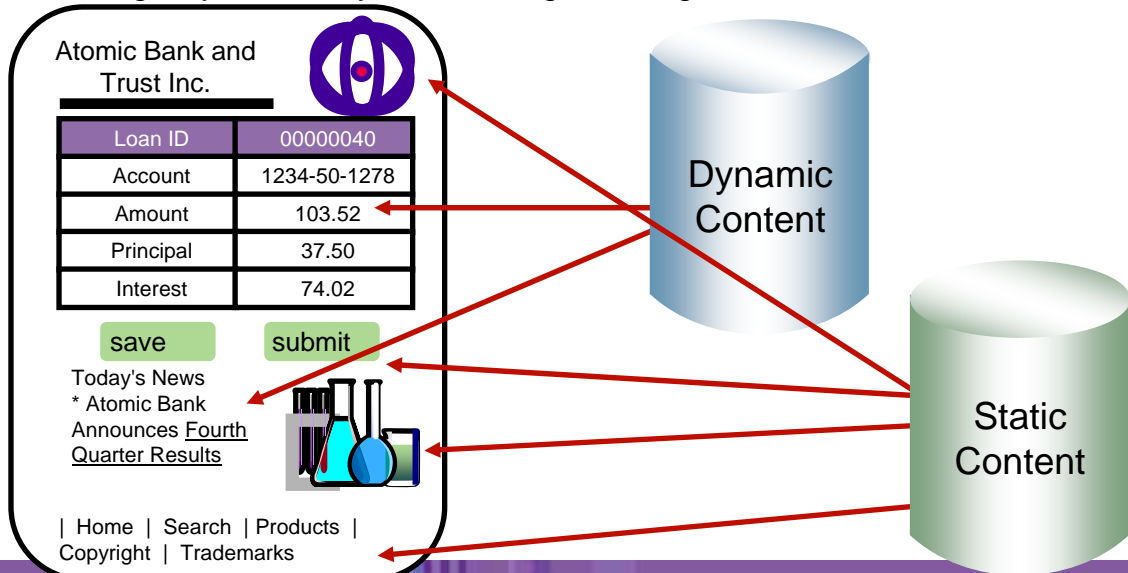 Atomic Bank and
Trust Inc.
Loan ID 00000040
Account 1234-50-1278
Amount 103.52
Principal 37.50
Interest 74.02
save submit
Today's News
* Atomic Bank
Announces Fourth
Quarter Results
| Home | Search | Products |
Copyright | Trademarks
Dynamic
Content
Static
Content